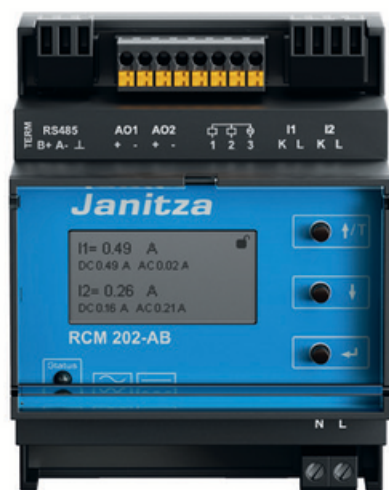 TERM
RS485 AO1 AO2 I1 I2
B+ A- ⊥ + - + - 1 2 3 K L K L
Janitza
I1= 0.49 A
DC0.49 A AC0.02 A
I2= 0.26 A
DC0.16 A AC0.21 A
↑/T
↓
↵
RCM 202-AB
Status
N L